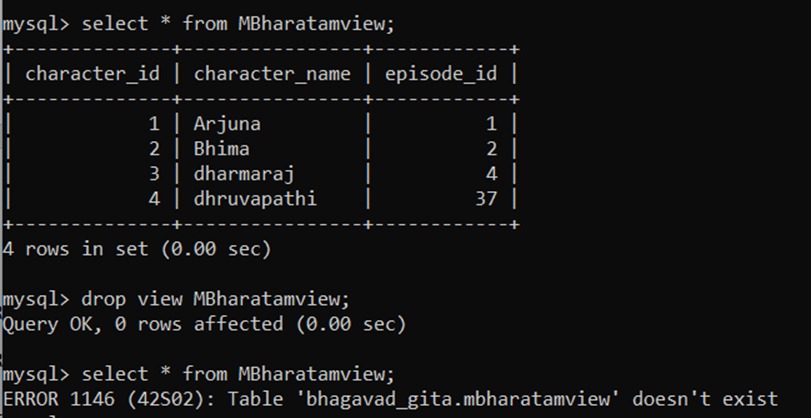 mysql> select * from MBharatamview;
+--------------+----------------+------------+
| character_id | character_name | episode_id |
+--------------+----------------+------------+
| 1 | Arjuna | 1 |
| 2 | Bhima | 2 |
| 3 | dharmaraj | 4 |
| 4 | dhruvapathi | 37 |
+--------------+----------------+------------+
4 rows in set (0.00 sec)
mysql> drop view MBharatamview;
Query OK, 0 rows affected (0.00 sec)
mysql> select * from MBharatamview;
ERROR 1146 (42S02): Table 'bhagavad_gita.mbharatamview' doesn't exist